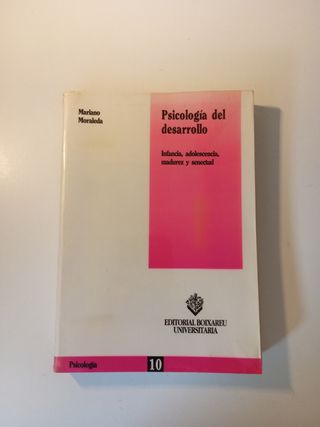 Mariano
Moraleda
Psicología del
desarrollo
Infancia, adolescencia,
madurez y senectud
EDITORIAL BOIXAREU
UNIVERSITARIA
Psicología
10